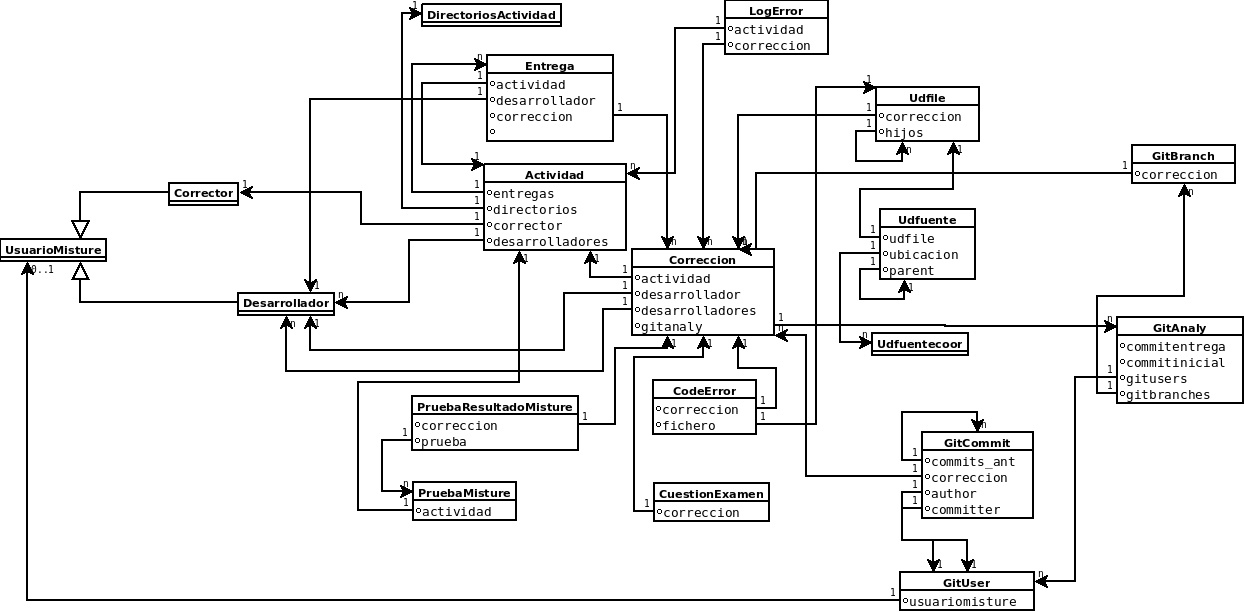 DirectoriosActividad
1
LogError
actividad
correccion
1
1
Entrega
actividad
desarrollador
correccion
n
1
1
1
Udfile
correccion
hijos
1
1
1
n
1
GitBranch
correccion
1
n
Actividad
entregas
directorios
corrector
desarrolladores
1
n
1
1
1
1
1
1
Corrector
1
UsuarioMisture
0..1
Desarrollador
1
n
n
1
Udfuente
udfile
ubicacion
parent
1
1
1
1
Correccion
actividad
desarrollador
desarrolladores
gitanaly
n
n
1
1
1
1
1
n
1
1
1
Udfuentecoor
n
GitAnaly
commitentrega
commitinicial
gitusers
gitbranches
n
1
1
CodeError
correccion
fichero
1
1
PruebaResultadoMisture
correccion
prueba
1
1
GitCommit
commits_ant
correccion
author
committer
n
1
1
1
1
PruebaMisture
actividad
n
1
CuestionExamen
correccion
1
GitUser
usuariomisture
1
1
n
1